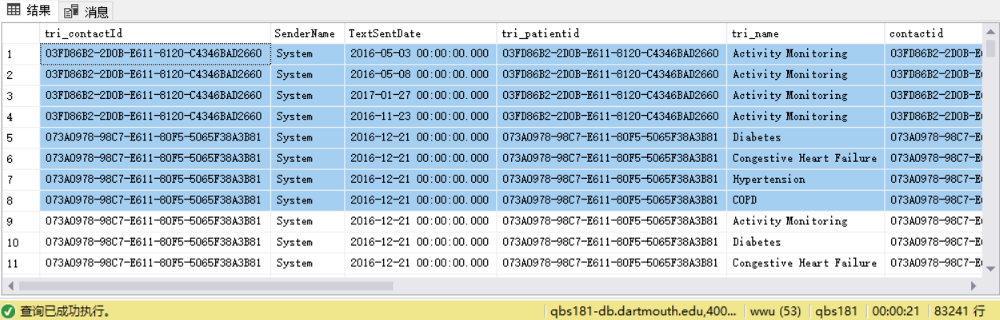 结果 消息
tri_contactId SenderName TextSentDate tri_patientid tri_name contactid
1 03FD86B2-2D0B-E611-8120-C4346BAD2660 System 2016-05-03 00:00:00.000 03FD86B2-2D0B-E611-8120-C4346BAD2660 Activity Monitoring 03FD86B2-2D0B-E
2 03FD86B2-2D0B-E611-8120-C4346BAD2660 System 2016-05-08 00:00:00.000 03FD86B2-2D0B-E611-8120-C4346BAD2660 Activity Monitoring 03FD86B2-2D0B-E
3 03FD86B2-2D0B-E611-8120-C4346BAD2660 System 2017-01-27 00:00:00.000 03FD86B2-2D0B-E611-8120-C4346BAD2660 Activity Monitoring 03FD86B2-2D0B-E
4 03FD86B2-2D0B-E611-8120-C4346BAD2660 System 2016-11-23 00:00:00.000 03FD86B2-2D0B-E611-8120-C4346BAD2660 Activity Monitoring 03FD86B2-2D0B-E
5 073A0978-98C7-E611-80F5-5065F38A3B81 System 2016-12-21 00:00:00.000 073A0978-98C7-E611-80F5-5065F38A3B81 Diabetes 073A0978-98C7-E
6 073A0978-98C7-E611-80F5-5065F38A3B81 System 2016-12-21 00:00:00.000 073A0978-98C7-E611-80F5-5065F38A3B81 Congestive Heart Failure 073A0978-98C7-E
7 073A0978-98C7-E611-80F5-5065F38A3B81 System 2016-12-21 00:00:00.000 073A0978-98C7-E611-80F5-5065F38A3B81 Hypertension 073A0978-98C7-E
8 073A0978-98C7-E611-80F5-5065F38A3B81 System 2016-12-21 00:00:00.000 073A0978-98C7-E611-80F5-5065F38A3B81 COPD 073A0978-98C7-E
9 073A0978-98C7-E611-80F5-5065F38A3B81 System 2016-12-21 00:00:00.000 073A0978-98C7-E611-80F5-5065F38A3B81 Activity Monitoring 073A0978-98C7-E
10 073A0978-98C7-E611-80F5-5065F38A3B81 System 2016-12-21 00:00:00.000 073A0978-98C7-E611-80F5-5065F38A3B81 Diabetes 073A0978-98C7-E
11 073A0978-98C7-E611-80F5-5065F38A3B81 System 2016-12-21 00:00:00.000 073A0978-98C7-E611-80F5-5065F38A3B81 Congestive Heart Failure 073A0978-98C7-E
查询已成功执行。 qbs181-db.dartmouth.edu,400... wwu (53) qbs181 00:00:21 83241 行